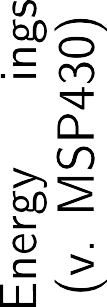 Energy ings
(v. MSP430)